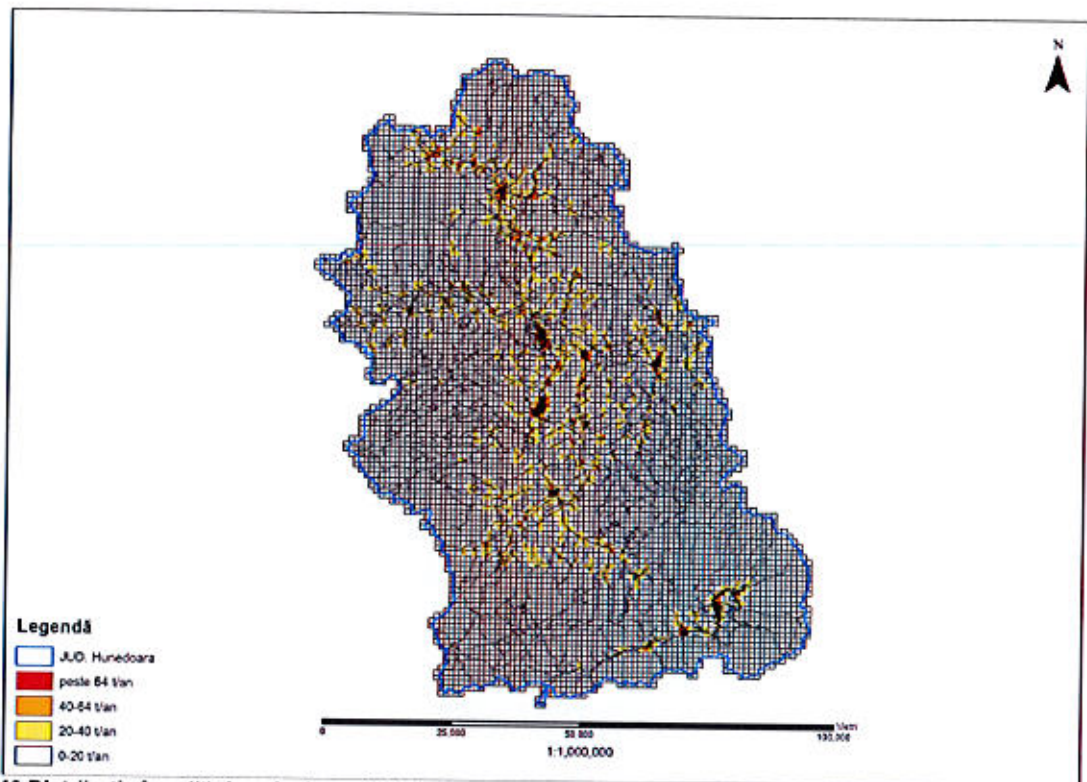 N
Legendă
JUD. Hunedoara
peste 64 t/an
40-64 t/an
20-40 t/an
0-20 t/an
0 25,000 50,000 100,000
1:1,000,000